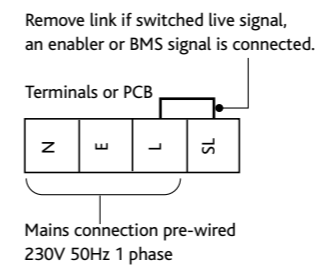 Remove link if switched live signal,
an enabler or BMS signal is connected.
Terminals or PCB
N E L SL
Mains connection pre-wired
230V 50Hz 1 phase